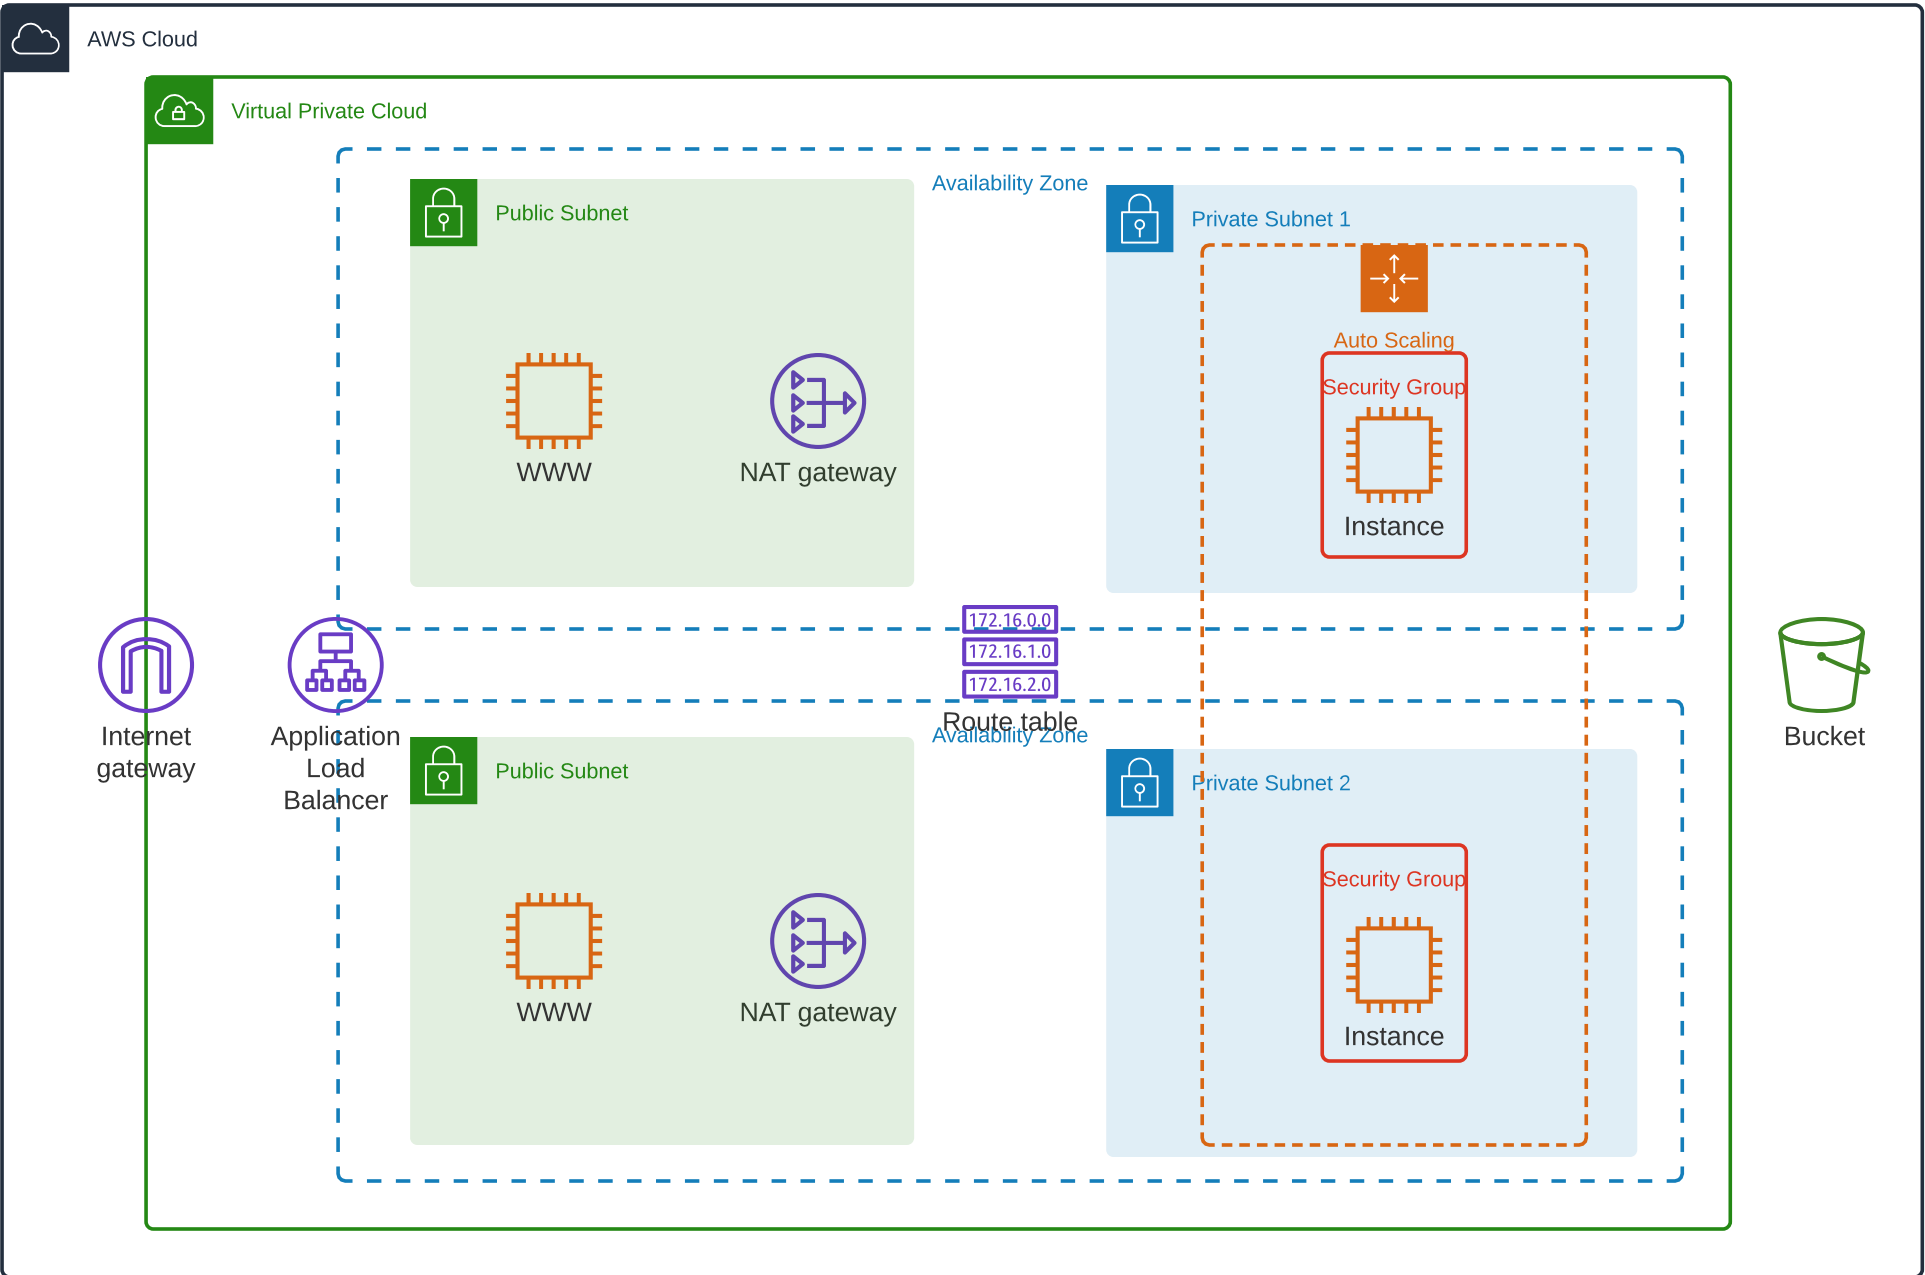 AWS Cloud
Virtual Private Cloud
Availability Zone
Public Subnet
Private Subnet 1
Auto Scaling
Security Group
WWW
NAT gateway
Instance
172.16.0.0
172.16.1.0
172.16.2.0
Route table
Internet
gateway
Application
Load
Balancer
Bucket
Availability Zone
Public Subnet
Private Subnet 2
Security Group
WWW
NAT gateway
Instance